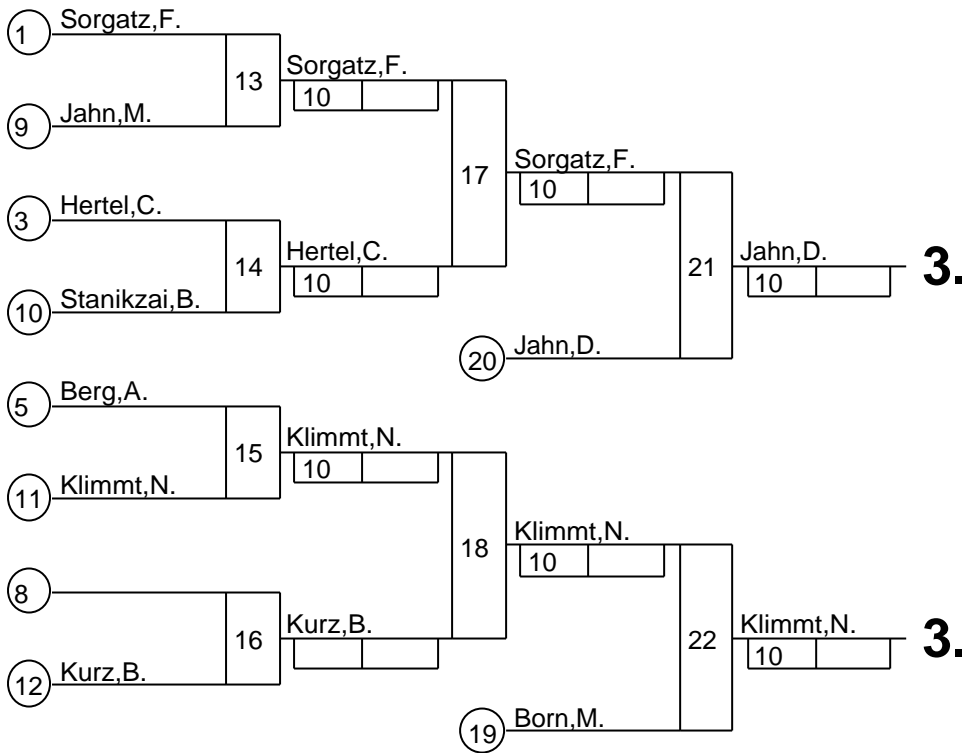 1 Sorgatz,F.
13 Sorgatz,F.
10
9 Jahn,M.
17 Sorgatz,F.
10
3 Hertel,C.
14 Hertel,C.
10
21 Jahn,D. 3.
10
10 Stanikzai,B.
20 Jahn,D.
5 Berg,A.
15 Klimmt,N.
10
11 Klimmt,N.
18 Klimmt,N.
10
8
16 Kurz,B.
22 Klimmt,N. 3.
10
12 Kurz,B.
19 Born,M.